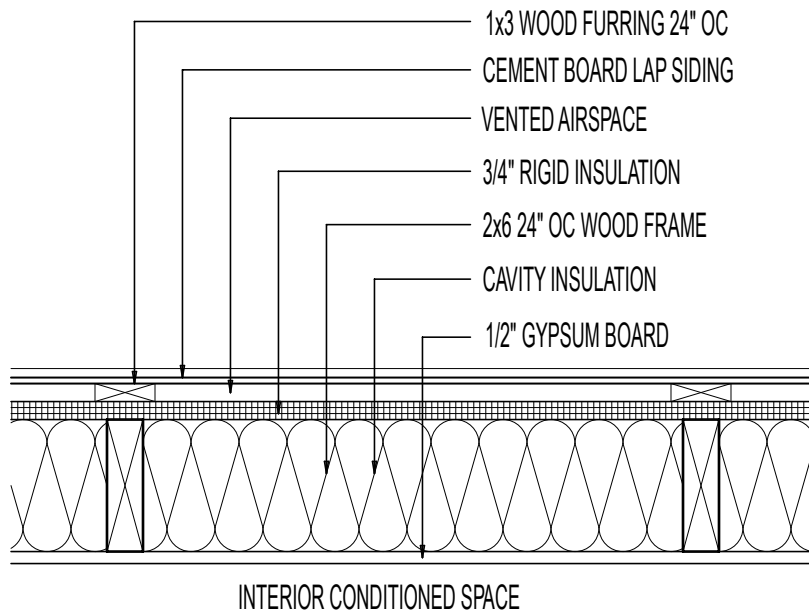 1x3 WOOD FURRING 24" OC
CEMENT BOARD LAP SIDING
VENTED AIRSPACE
3/4" RIGID INSULATION
2x6 24" OC WOOD FRAME
CAVITY INSULATION
1/2" GYPSUM BOARD
INTERIOR CONDITIONED SPACE